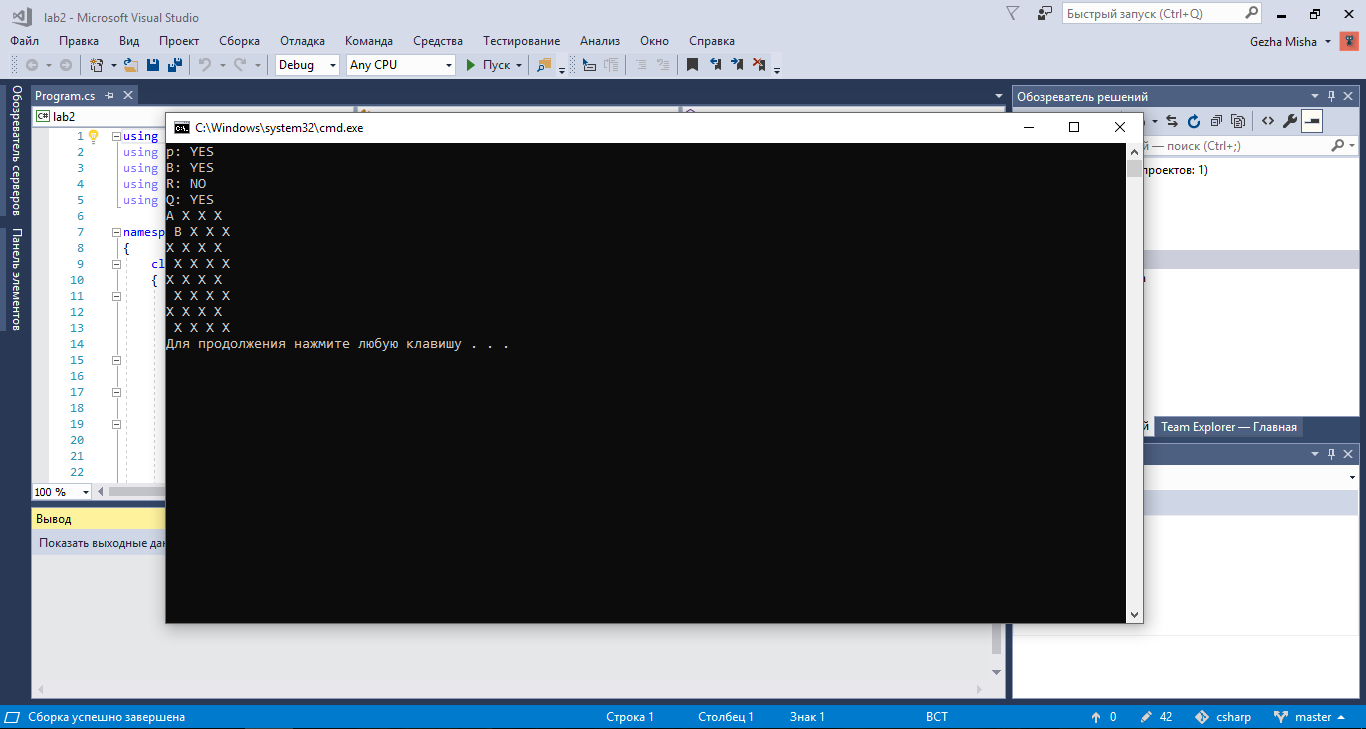 lab2 - Microsoft Visual Studio
Быстрый запуск (Ctrl+Q)
Файл Правка Вид Проект Сборка Отладка Команда Средства Тестирование Анализ Окно Справка
Gezha Misha
Debug Any CPU Пуск
Обозреватель серверов
Панель элементов
Program.cs
C# lab2
1 using
2 using
3 using
4 using
5 using
6
7 namesp
8 {
9 cl
10 {
11
12
13
14
15
16
17
18
19
20
21
22
100 %
C:\Windows\system32\cmd.exe
p: YES
B: YES
R: NO
Q: YES
A X X X
 B X X X
X X X X
 X X X X
X X X X
 X X X X
X X X X
 X X X X
Для продолжения нажмите любую клавишу . . .
Обозреватель решений
й — поиск (Ctrl+;)
проектов: 1)
й Team Explorer — Главная
Вывод
Показать выходные дан
Сборка успешно завершена
Строка 1 Столбец 1 Знак 1 ВСТ
0 42 csharp master